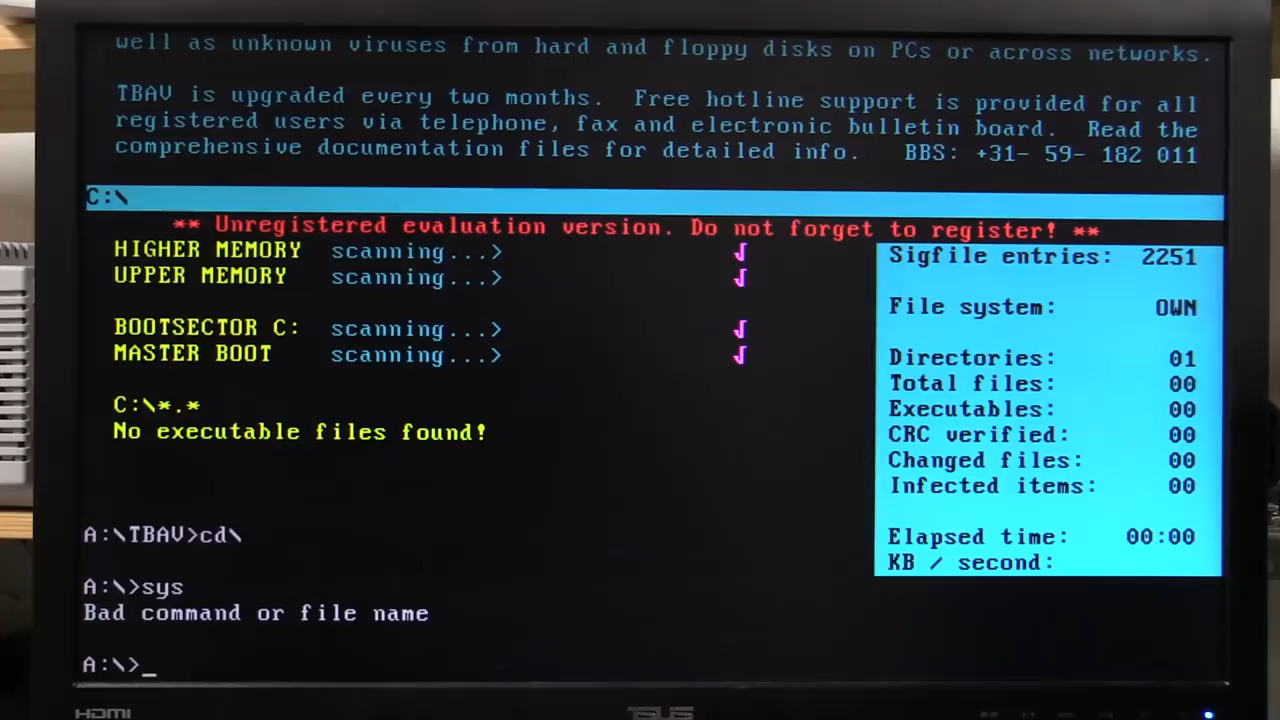 well as unknown viruses from hard and floppy disks on PCs or across networks.
TBAV is upgraded every two months.  Free hotline support is provided for all
registered users via telephone, fax and electronic bulletin board.  Read the
comprehensive documentation files for detailed info.   BBS: +31- 59- 182 011
C:\
** Unregistered evaluation version. Do not forget to register! **
HIGHER MEMORY  scanning...>  √
UPPER MEMORY  scanning...>  √
BOOTSECTOR C:  scanning...>  √
MASTER BOOT  scanning...>  √
C:\*.*
No executable files found!
Sigfile entries: 2251
File system: OWN
Directories: 01
Total files: 00
Executables: 00
CRC verified: 00
Changed files: 00
Infected items: 00
Elapsed time: 00:00
KB / second:
A:\TBAV>cd\
A:\>sys
Bad command or file name
A:\>_
HDMI
ASUS